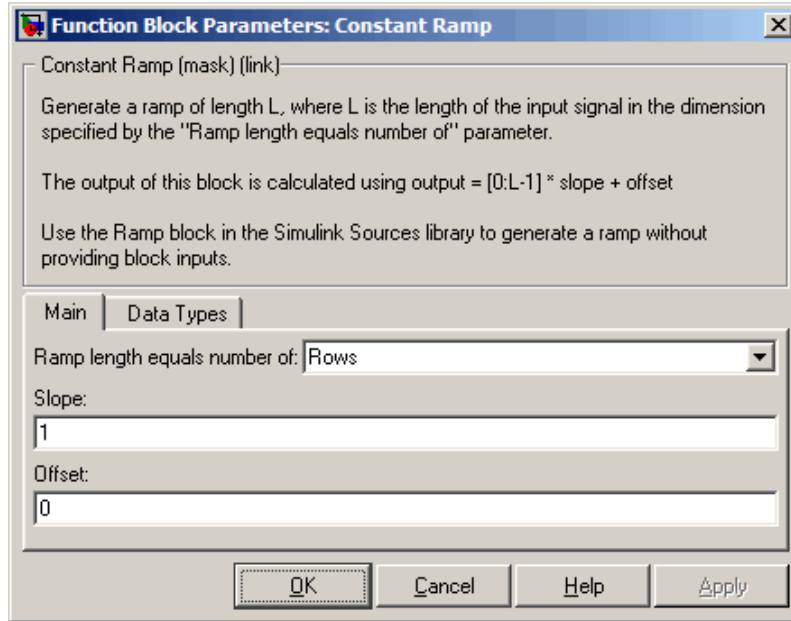 Function Block Parameters: Constant Ramp
Constant Ramp (mask) (link)
Generate a ramp of length L, where L is the length of the input signal in the dimension
specified by the "Ramp length equals number of" parameter.
The output of this block is calculated using output = [0:L-1] * slope + offset
Use the Ramp block in the Simulink Sources library to generate a ramp without
providing block inputs.
Main Data Types
Ramp length equals number of: Rows
Slope:
1
Offset:
0
OK Cancel Help Apply